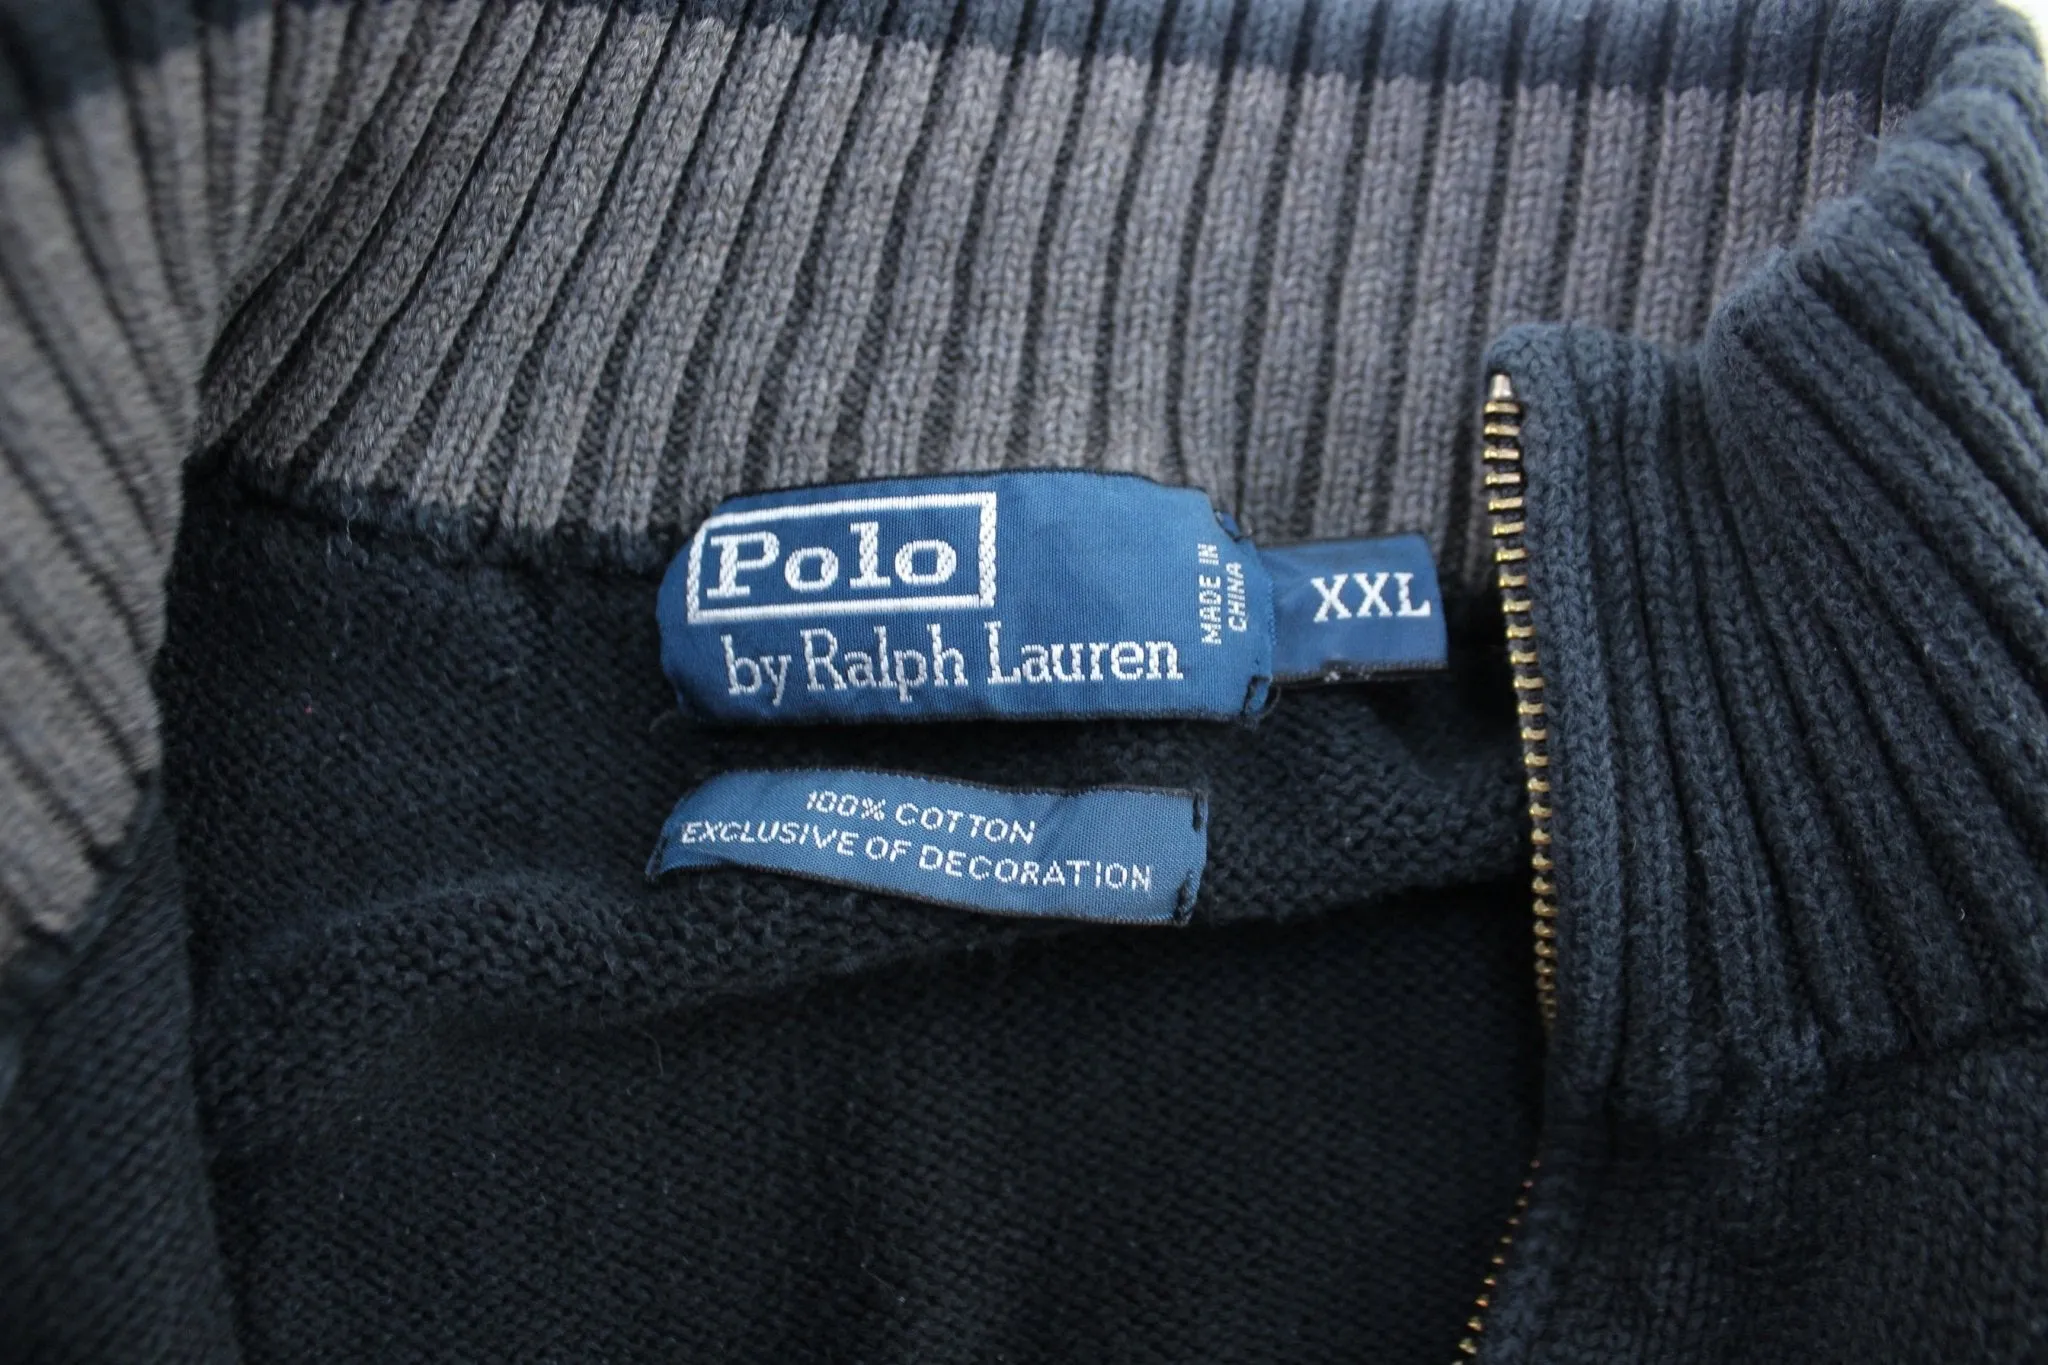 Polo
by Ralph Lauren
MADE IN
CHINA
XXL
100% COTTON
EXCLUSIVE OF DECORATION